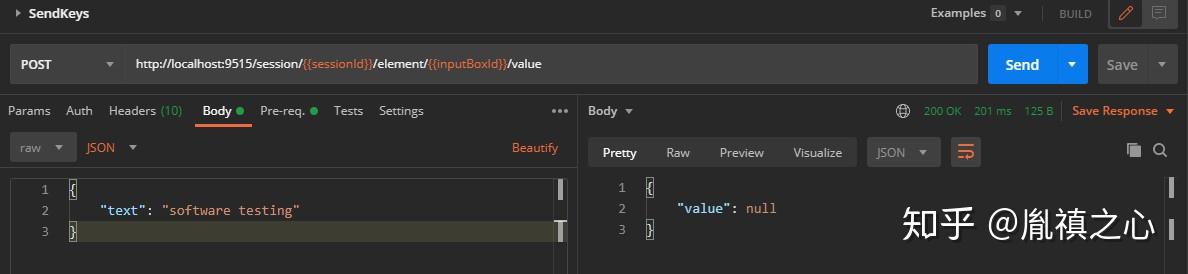 SendKeys
Examples 0
BUILD
POST
http://localhost:9515/session/{{sessionId}}/element/{{inputBoxId}}/value
Send
Save
Params Auth Headers (10) Body Pre-req. Tests Settings
raw JSON Beautify
1 {
2 "text": "software testing"
3 }
Body 200 OK 201 ms 125 B Save Response
Pretty Raw Preview Visualize JSON
1 {
2 "value": null
3 }
知乎 @胤禛之心